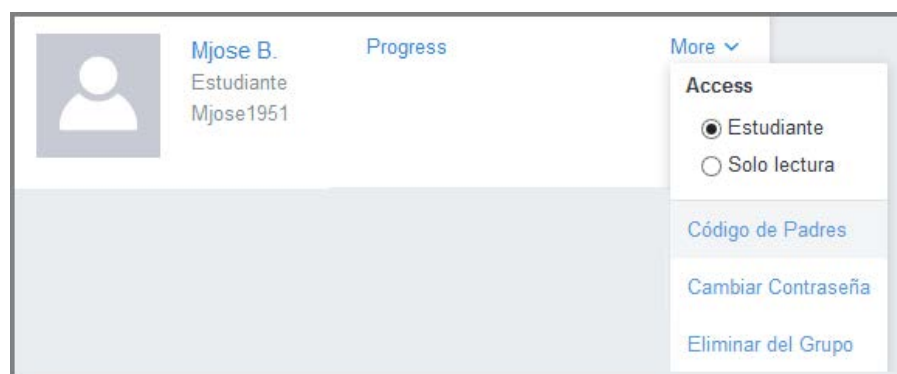 Mjose B.
Estudiante
Mjose1951
Progress
More
Access
Estudiante
Solo lectura
Código de Padres
Cambiar Contraseña
Eliminar del Grupo